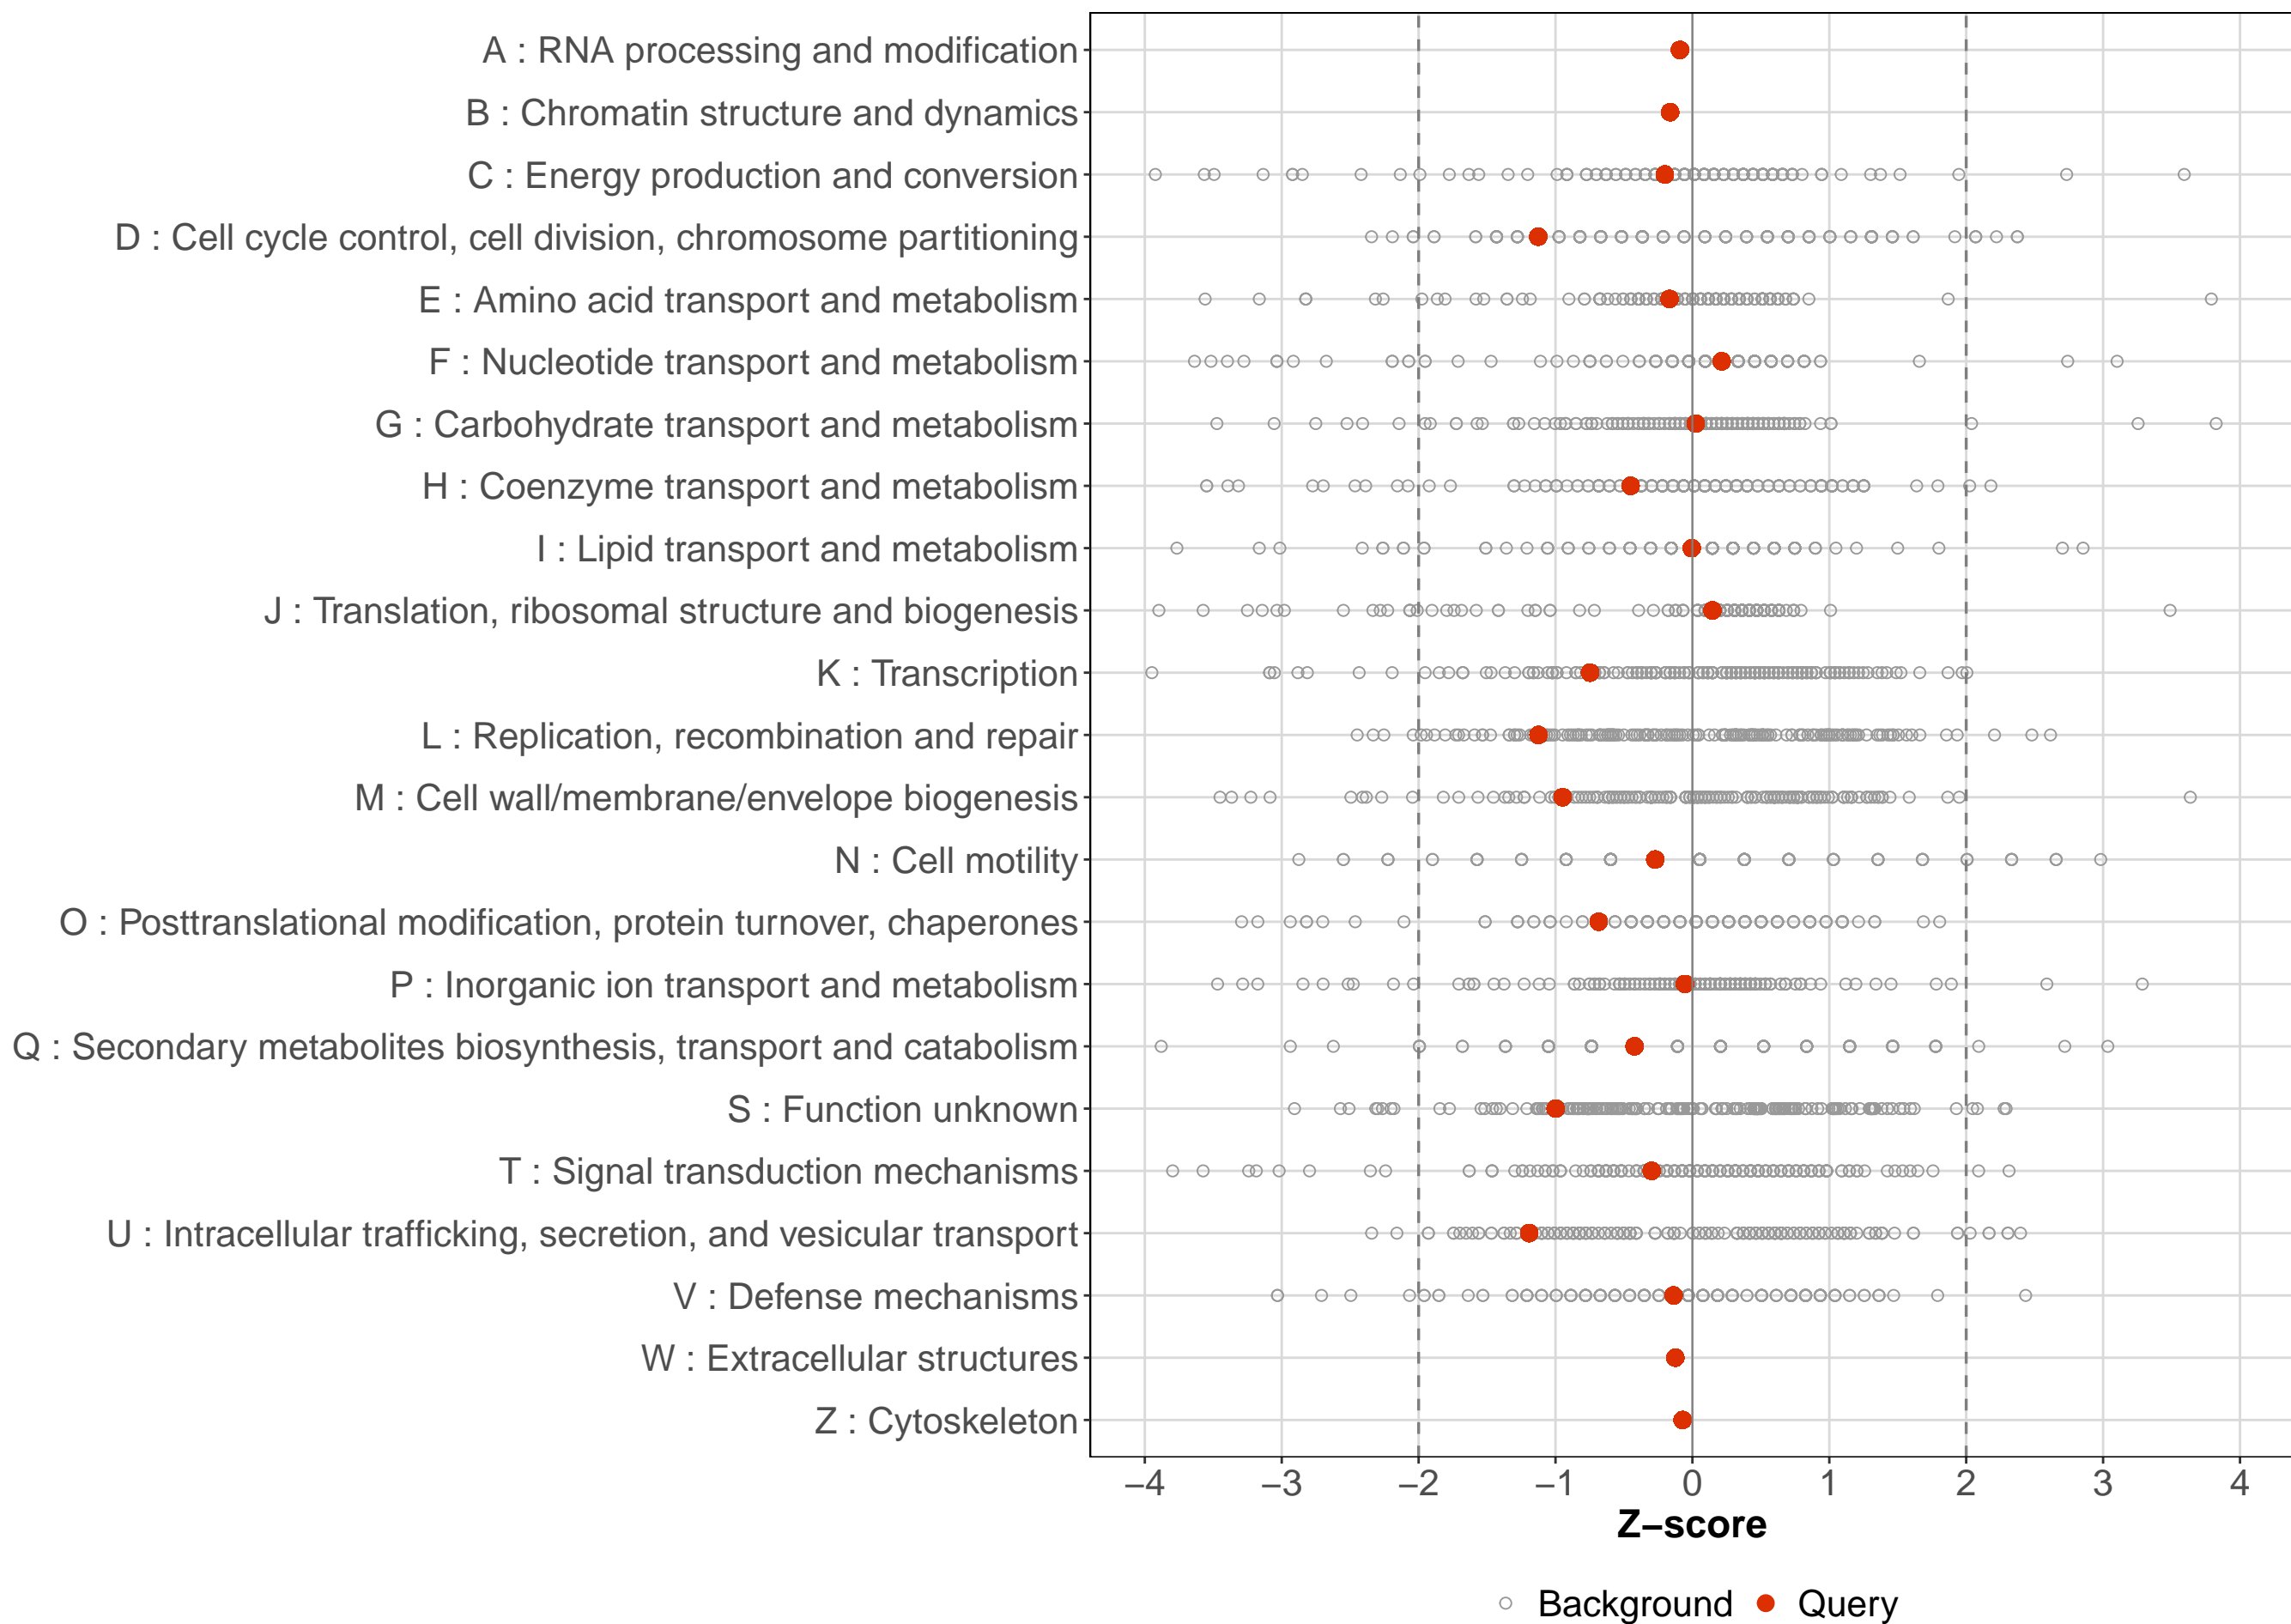 A : RNA processing and modification
B : Chromatin structure and dynamics
C : Energy production and conversion
D : Cell cycle control, cell division, chromosome partitioning
E : Amino acid transport and metabolism
F : Nucleotide transport and metabolism
G : Carbohydrate transport and metabolism
H : Coenzyme transport and metabolism
I : Lipid transport and metabolism
J : Translation, ribosomal structure and biogenesis
K : Transcription
L : Replication, recombination and repair
M : Cell wall/membrane/envelope biogenesis
N : Cell motility
O : Posttranslational modification, protein turnover, chaperones
P : Inorganic ion transport and metabolism
Q : Secondary metabolites biosynthesis, transport and catabolism
S : Function unknown
T : Signal transduction mechanisms
U : Intracellular trafficking, secretion, and vesicular transport
V : Defense mechanisms
W : Extracellular structures
Z : Cytoskeleton
−4 −3 −2 −1 0 1 2 3 4
Z−score
Background Query